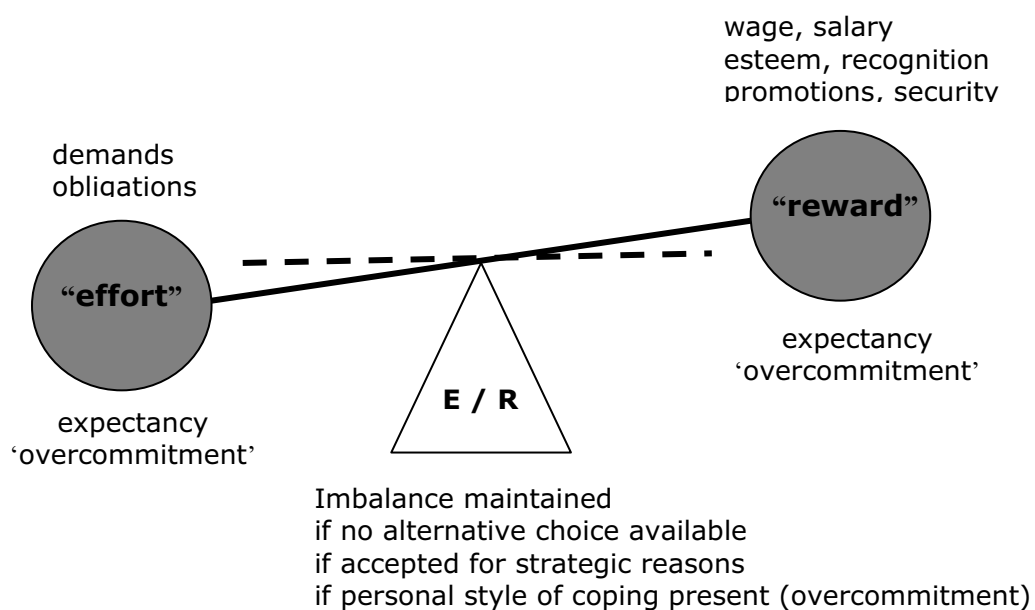 wage, salary
esteem, recognition
promotions, security
demands
obligations
“reward”
“effort”
expectancy
‘overcommitment’
E / R
expectancy
‘overcommitment’
Imbalance maintained
if no alternative choice available
if accepted for strategic reasons
if personal style of coping present (overcommitment)